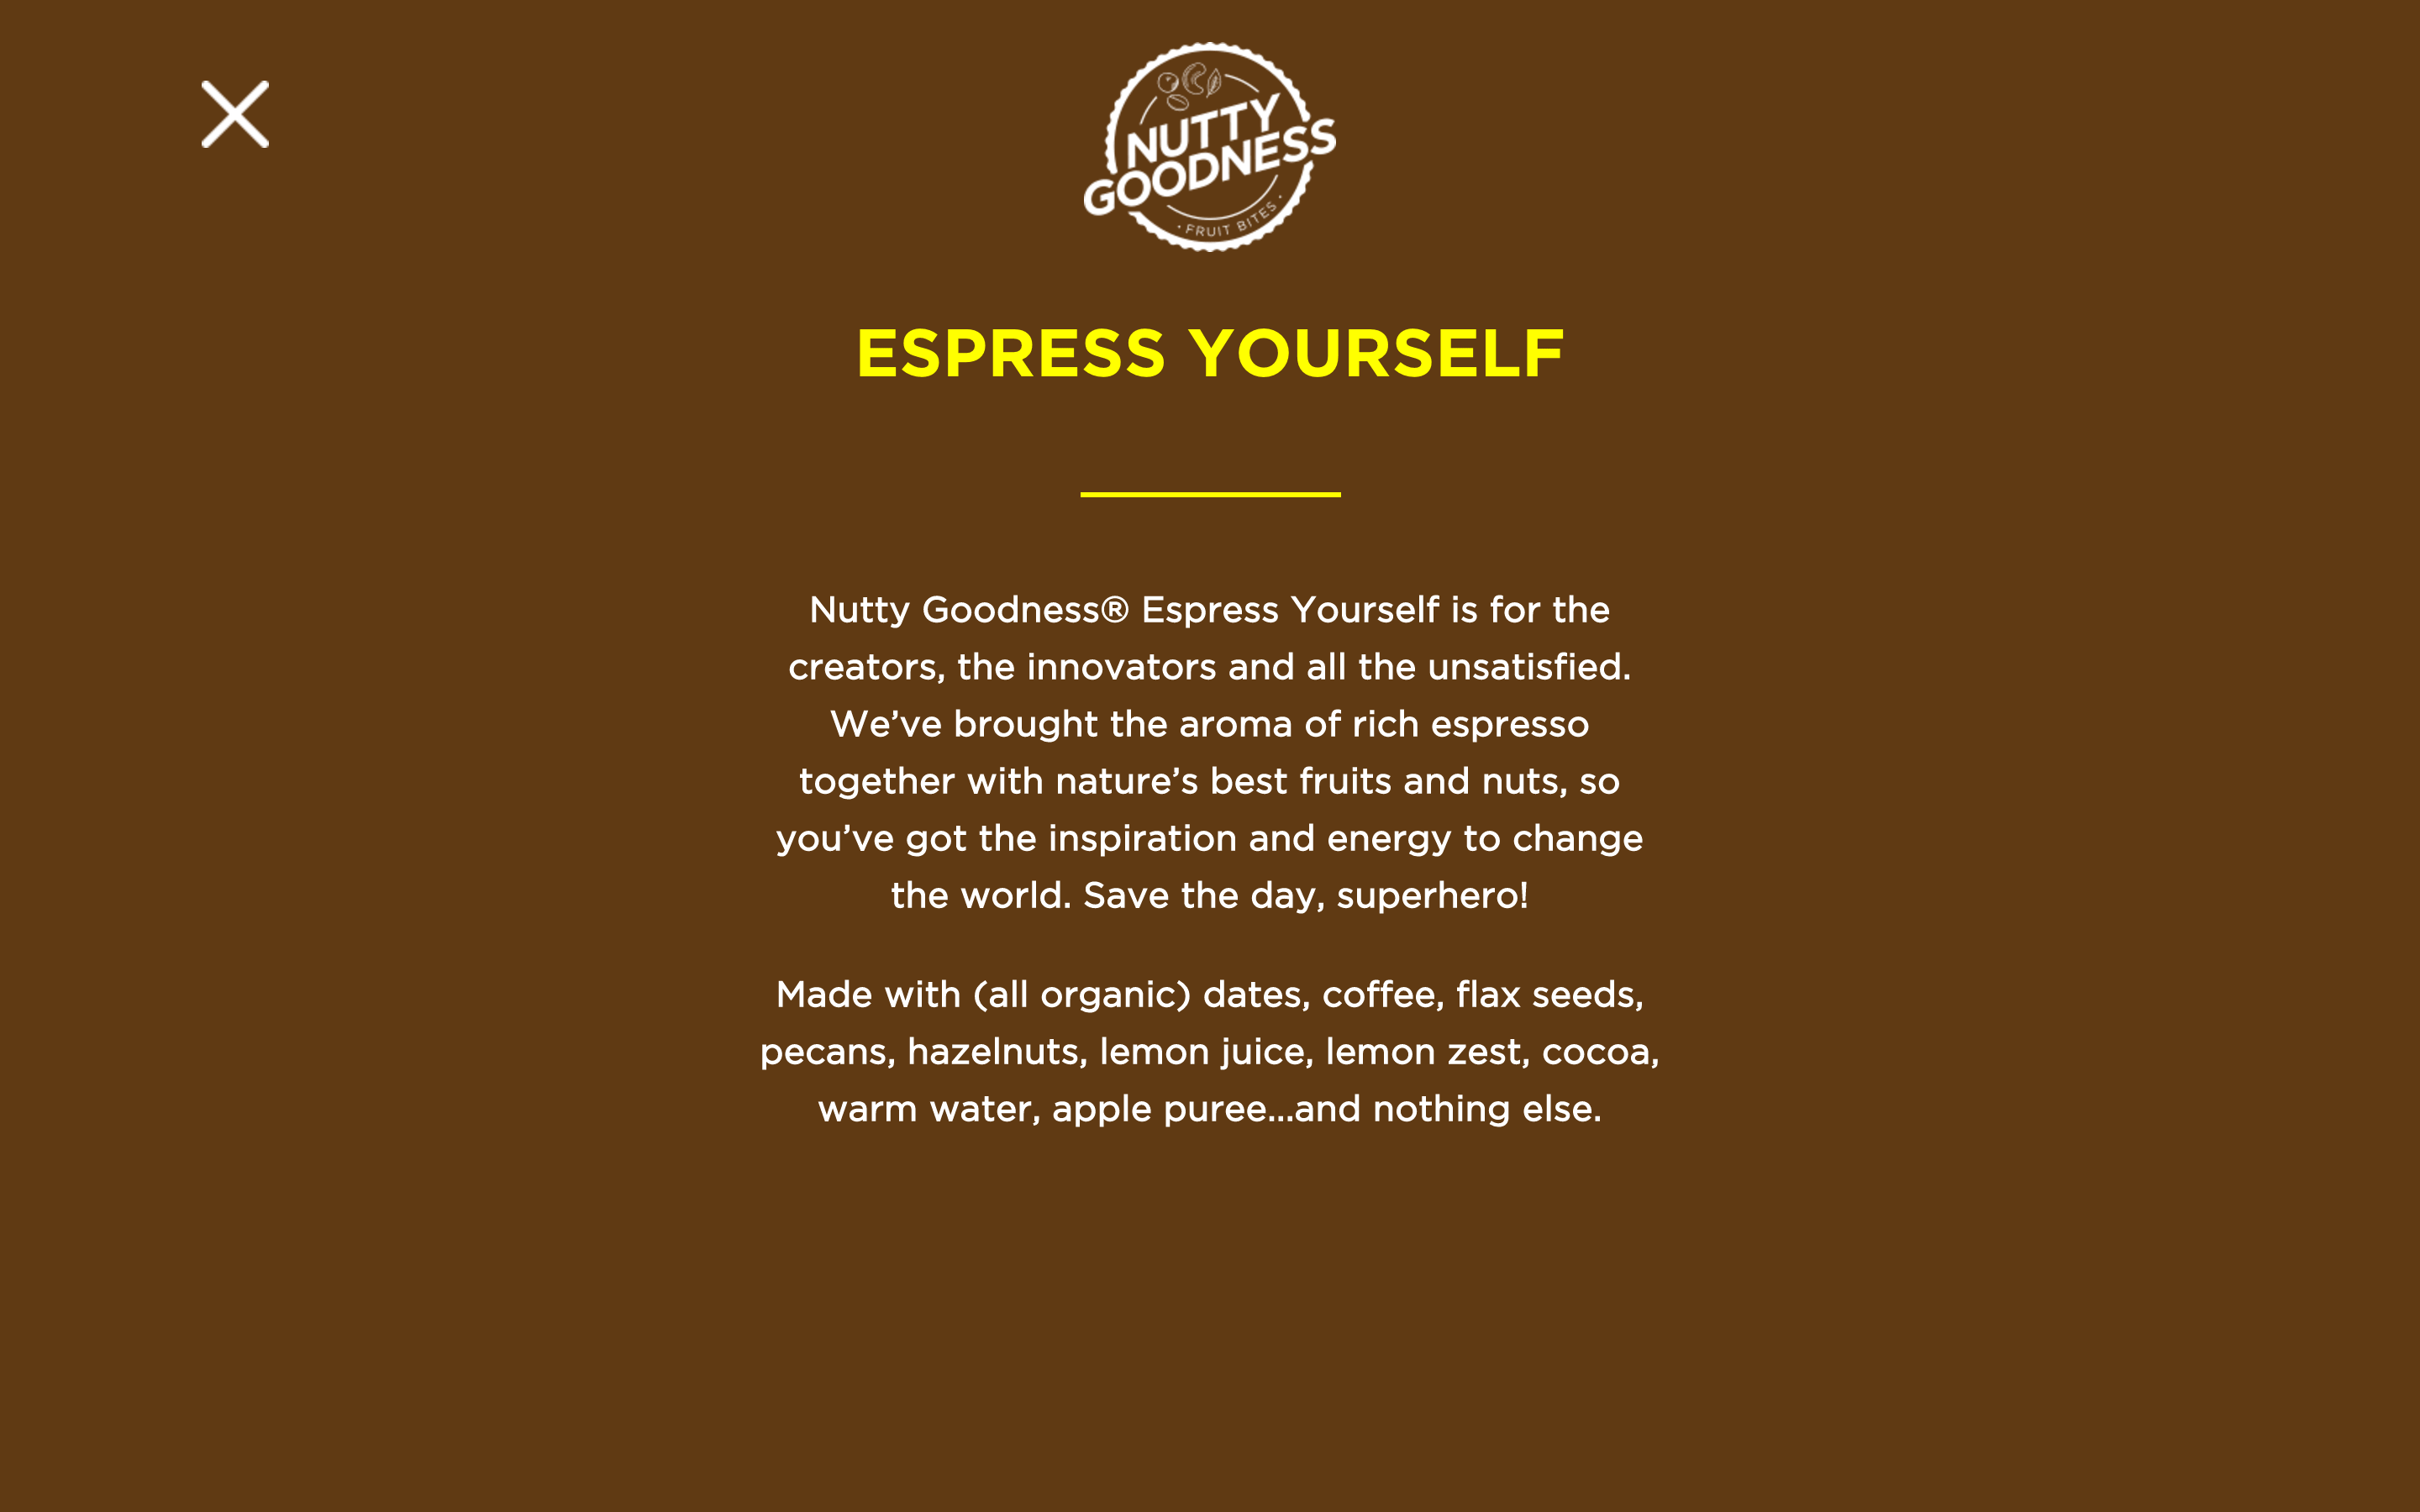 NUTTY
GOODNESS
• FRUIT BITES •
ESPRESS YOURSELF
Nutty Goodness® Espress Yourself is for the
creators, the innovators and all the unsatisfied.
We’ve brought the aroma of rich espresso
together with nature’s best fruits and nuts, so
you’ve got the inspiration and energy to change
the world. Save the day, superhero!
Made with (all organic) dates, coffee, flax seeds,
pecans, hazelnuts, lemon juice, lemon zest, cocoa,
warm water, apple puree...and nothing else.